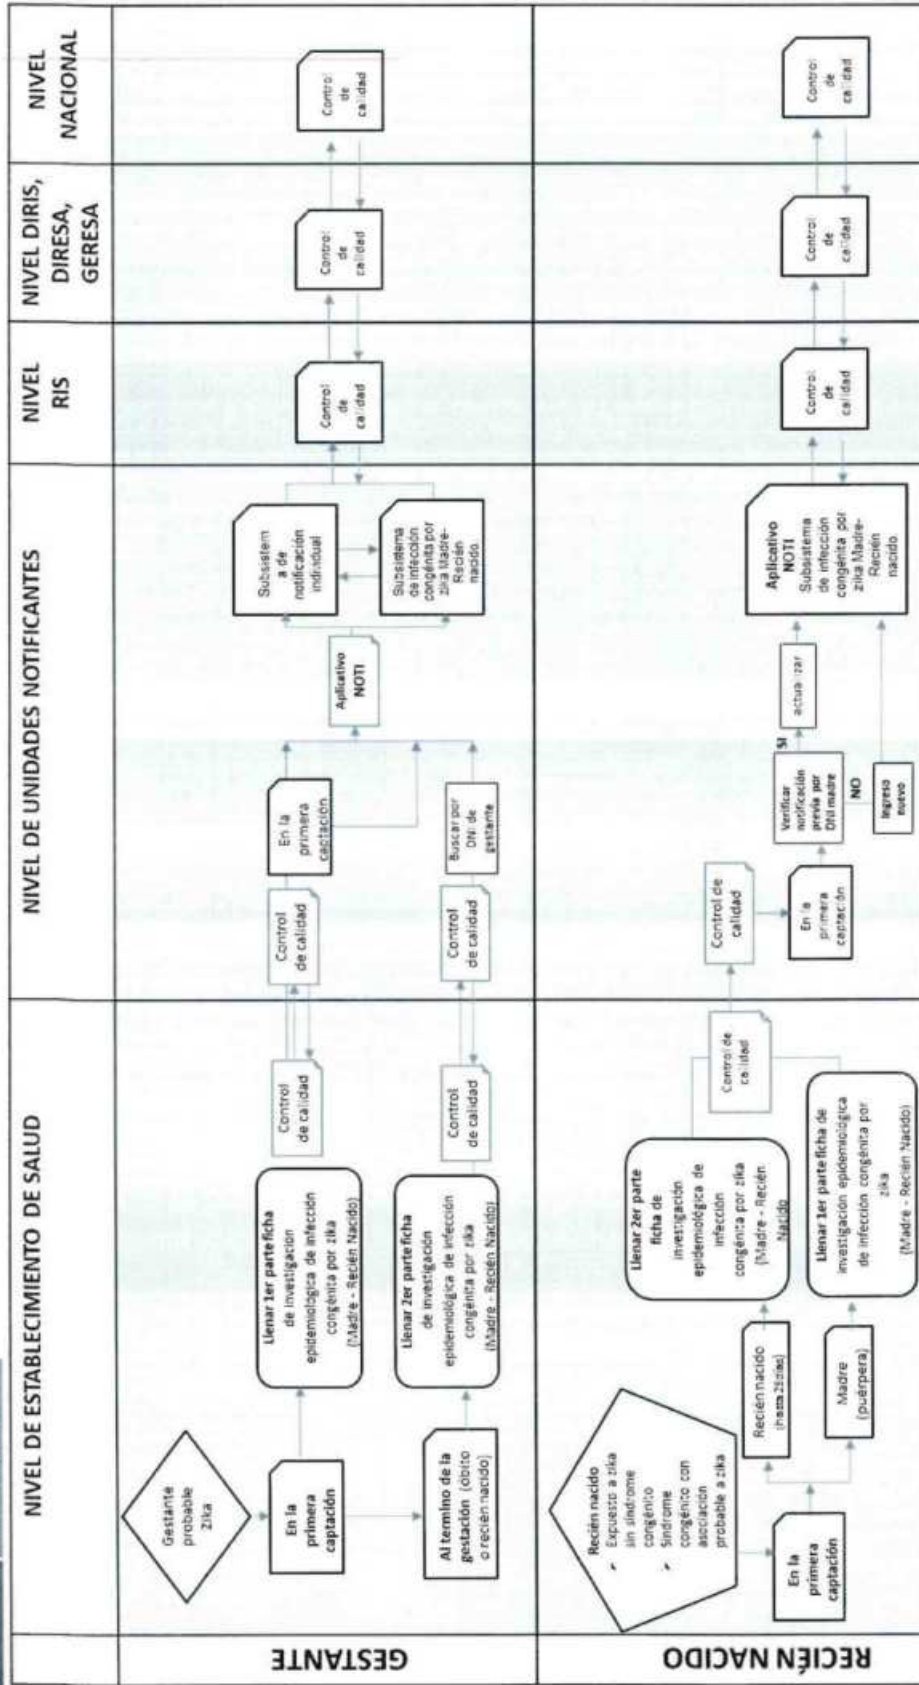 NIVEL DE ESTABLECIMIENTO DE SALUD
NIVEL DE UNIDADES NOTIFICANTES
NIVEL
RIS
NIVEL DIRIS,
DIRESA,
GERESA
NIVEL
NACIONAL
GESTANTE
Gestante
probable
Zika
En la
primera
captación
Al termino de la
gestación (óbito
o recién nacido)
Llenar 1er parte ficha
de investigación
epidemiológica de infección
congénita por zika
(Madre - Recién Nacido)
Llenar 2er parte ficha
de investigación
epidemiológica de infección
congénita por zika
(Madre - Recién Nacido)
Control
de calidad
Control
de calidad
Control
de calidad
Control
de calidad
En la
primera
captación
Buscar por
DNI de
gestante
Aplicativo
NOTI
Subsistem
a de
notificación
indiradual
Subsistema
de infección
congénita por
zika Madre-
Recién
nacido.
Control
de
calidad
Control
de
calidad
Control
de
calidad
RECIÉN NACIDO
Recién nacido
✓ Expuesto a zika
sin síndrome
congénito
✓ Síndrome
congénito con
asociación
probable a zika
En la
primera
captación
Recién nacido
(hasta 28 días)
Madre
(puérpera)
Llenar 2er parte
ficha de
investigación
epidemiológica de
infección
congénita por zika
(Madre - Recién
Nacido
Llenar 1er parte ficha de
investigación epidemiológica
de infección congénita por
zika
(Madre - Recién Nacido)
Control de
calidad
Control de
calidad
En la
primera
captación
Verificar
notificación
previa por
DNI madre
SI
NO
actualizar
Ingreso
nuevo
Aplicativo
NOTI
Subsistema
de infección
congénita por
zika Madre-
Recién
nacido.
Control
de
calidad
Control
de
calidad
Control
de
calidad